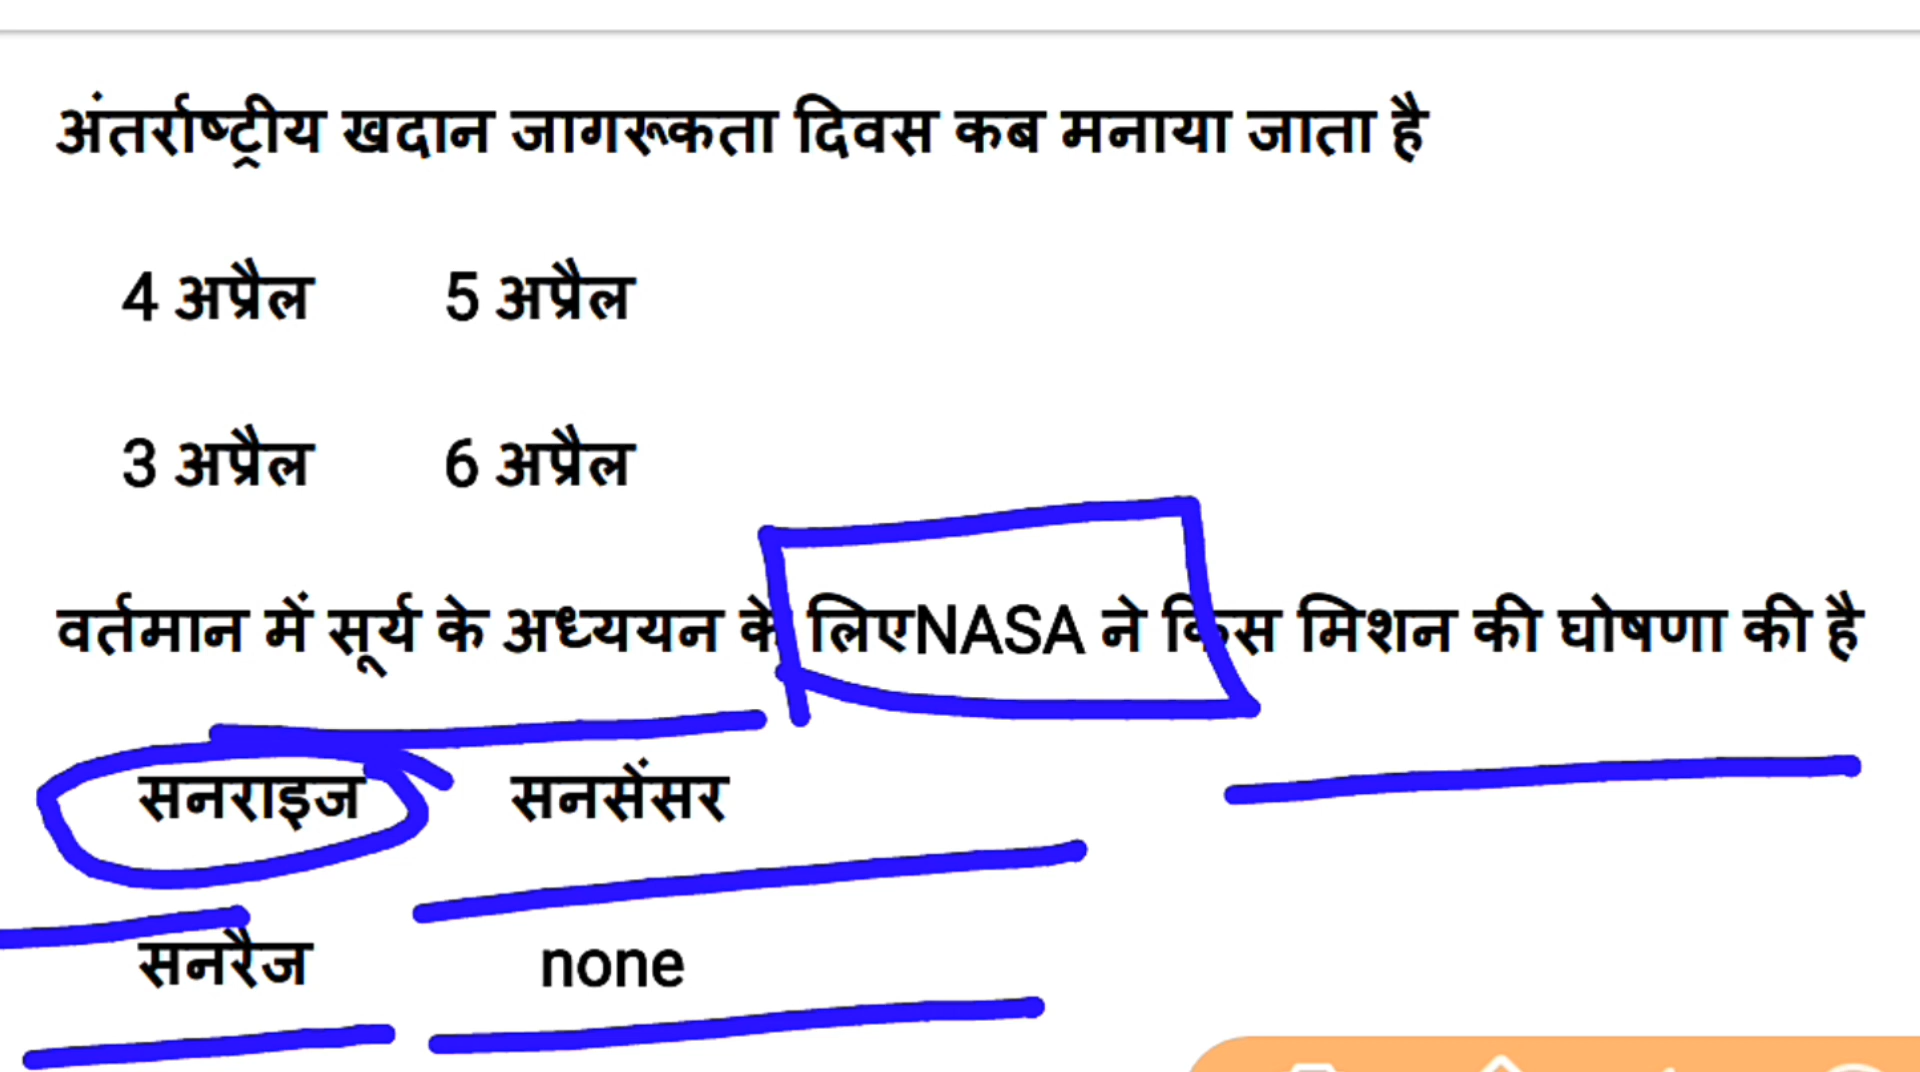 अंतर्राष्ट्रीय खदान जागरूकता दिवस कब मनाया जाता है
4 अप्रैल 5 अप्रैल
3 अप्रैल 6 अप्रैल
वर्तमान में सूर्य के अध्ययन के लिएNASA ने किस मिशन की घोषणा की है
सनराइज सनसेंसर
सनरैज none